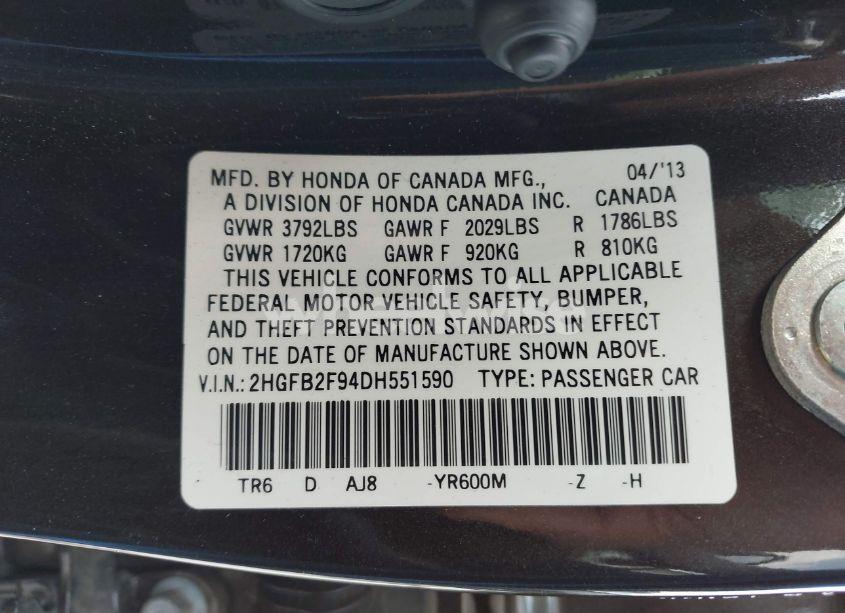 MFD. BY HONDA OF CANADA MFG., 04/'13
A DIVISION OF HONDA CANADA INC. CANADA
GVWR 3792LBS GAWR F 2029LBS R 1786LBS
GVWR 1720KG GAWR F 920KG R 810KG
THIS VEHICLE CONFORMS TO ALL APPLICABLE
FEDERAL MOTOR VEHICLE SAFETY, BUMPER,
AND THEFT PREVENTION STANDARDS IN EFFECT
ON THE DATE OF MANUFACTURE SHOWN ABOVE.
V.I.N.: 2HGFB2F94DH551590 TYPE: PASSENGER CAR
TR6 D AJ8 -YR600M -Z -H